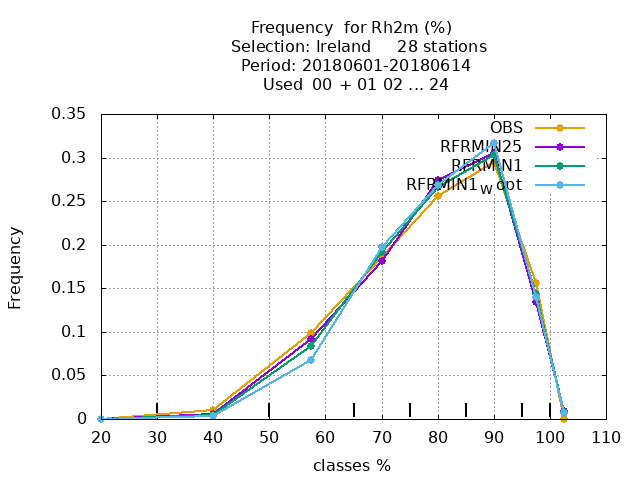 Frequency  for Rh2m (%)
Selection: Ireland     28 stations
Period: 20180601-20180614
Used  00 + 01 02 ... 24
0.35
0.3
0.25
0.2
0.15
0.1
0.05
0
Frequency
OBS
RFRMIN25
RFRMIN1
20 30 40 50 60 70 80 90 100 110
classes %